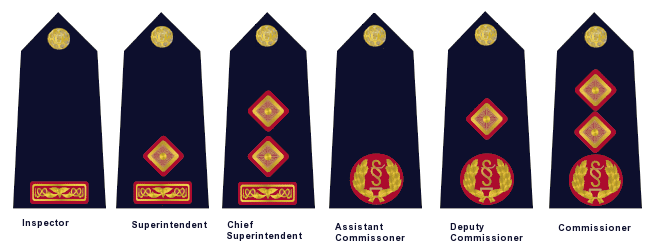 Inspector
Superintendent
Chief
Superintendent
Assistant
Commissoner
Deputy
Commissioner
Commissioner